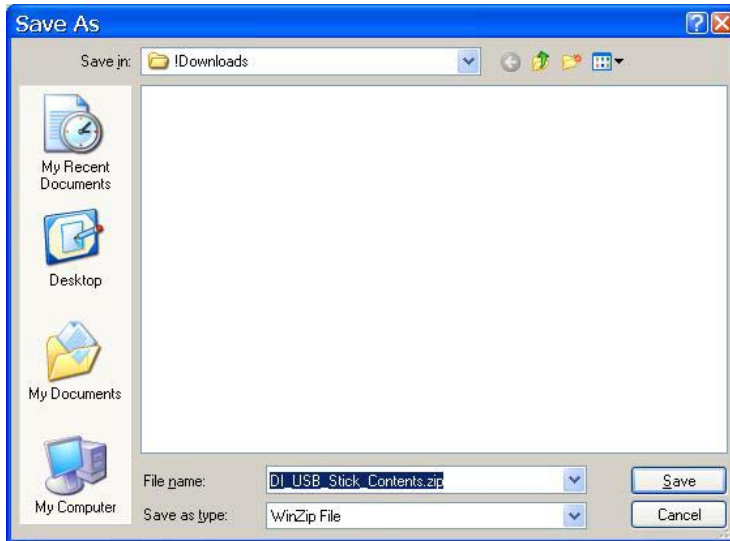 Save As
Save in: !Downloads
My Recent
Documents
Desktop
My Documents
My Computer
File name: DI_USB_Stick_Contents.zip Save
Save as type: WinZip File Cancel